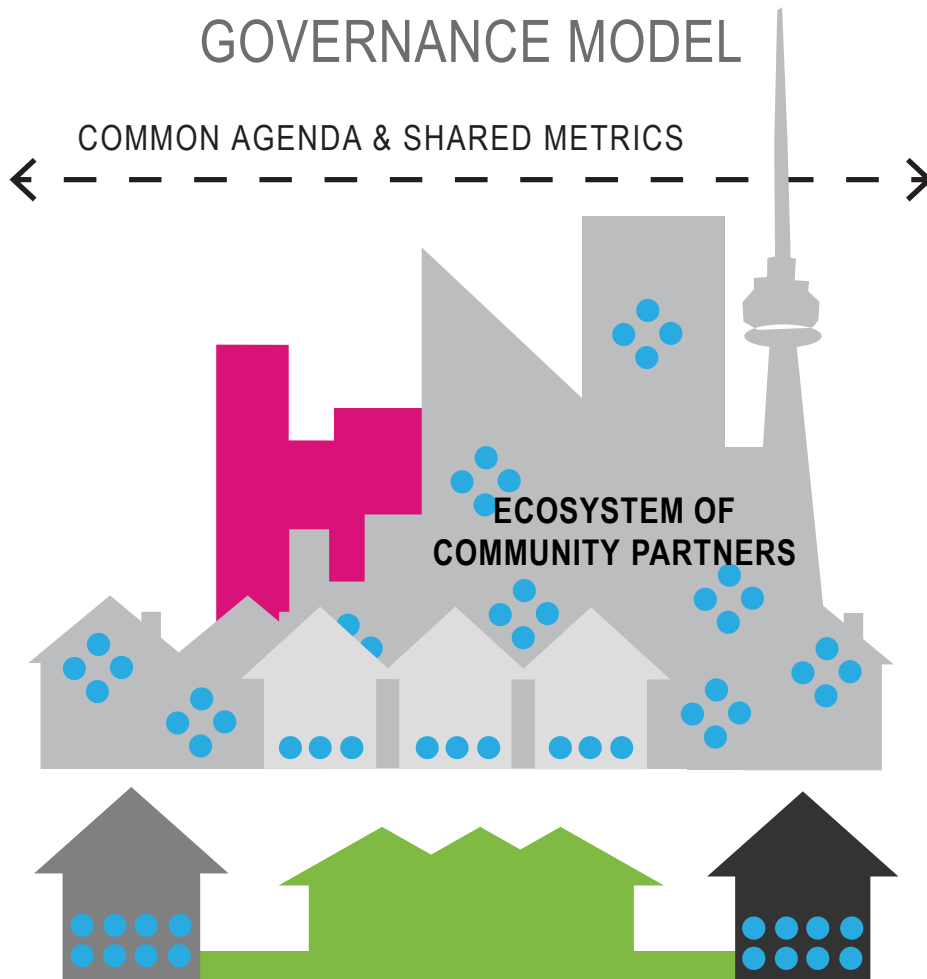 GOVERNANCE MODEL
COMMON AGENDA & SHARED METRICS
ECOSYSTEM OF
COMMUNITY PARTNERS